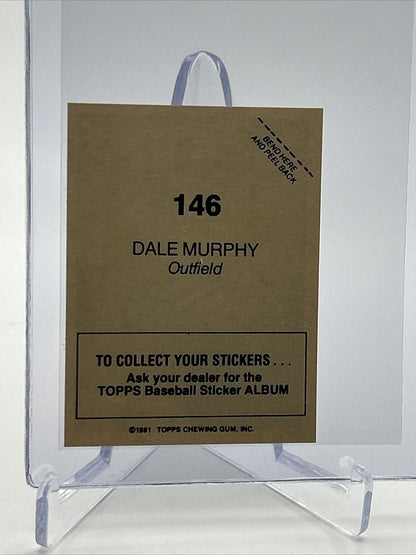 BEND HERE
AND PEEL BACK
146
DALE MURPHY
Outfield
TO COLLECT YOUR STICKERS . . .
Ask your dealer for the
TOPPS Baseball Sticker ALBUM
©1981 TOPPS CHEWING GUM, INC.